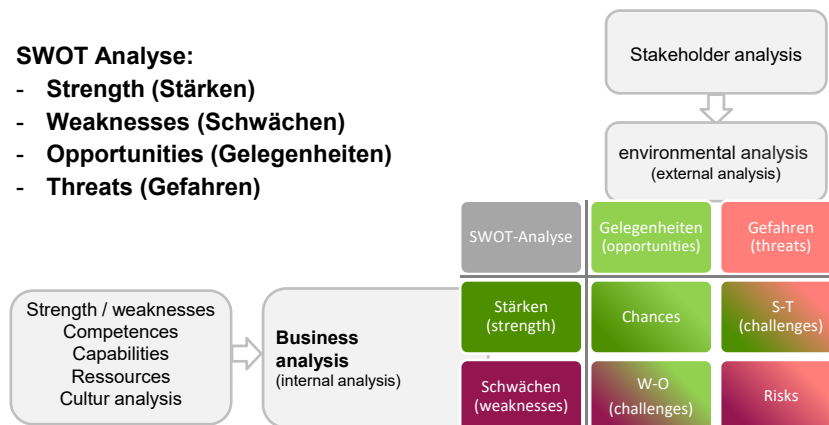 SWOT Analyse:
- Strength (Stärken)
- Weaknesses (Schwächen)
- Opportunities (Gelegenheiten)
- Threats (Gefahren)
Stakeholder analysis
environmental analysis
(external analysis)
SWOT-Analyse
Gelegenheiten
(opportunities)
Gefahren
(threats)
Stärken
(strength)
Chances
S-T
(challenges)
Schwächen
(weaknesses)
W-O
(challenges)
Risks
Strength / weaknesses
Competences
Capabilities
Ressources
Cultur analysis
Business
analysis
(internal analysis)